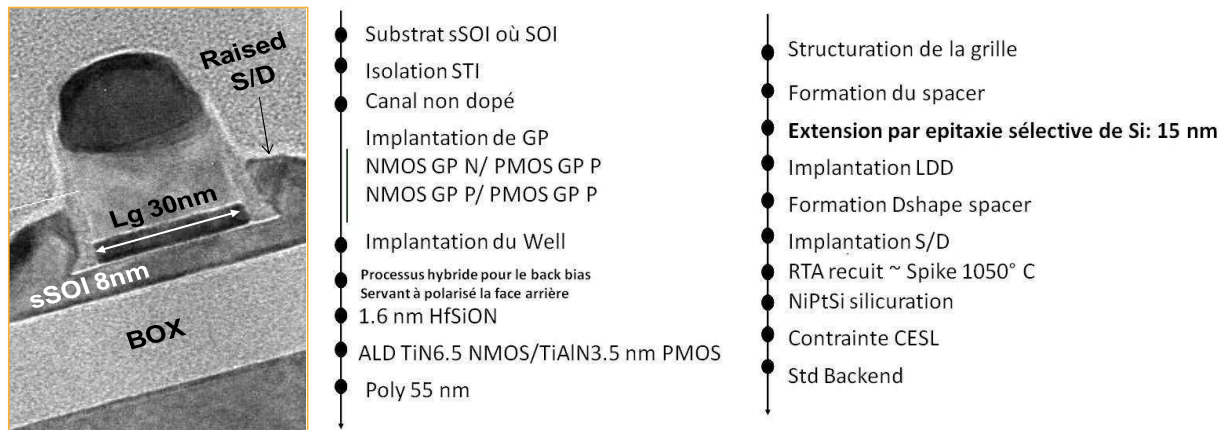 Raised
S/D
Lg 30nm
sSOI 8nm
BOX
Substrat sSOI où SOI
Isolation STI
Canal non dopé
Implantation de GP
NMOS GP N/ PMOS GP P
NMOS GP P/ PMOS GP P
Implantation du Well
Processus hybride pour le back bias
Servant à polarisé la face arrière
1.6 nm HfSiON
ALD TiN6.5 NMOS/TiAlN3.5 nm PMOS
Poly 55 nm
Structuration de la grille
Formation du spacer
Extension par epitaxie sélective de Si: 15 nm
Implantation LDD
Formation Dshape spacer
Implantation S/D
RTA recuit ~ Spike 1050° C
NiPtSi silicuration
Contrainte CESL
Std Backend